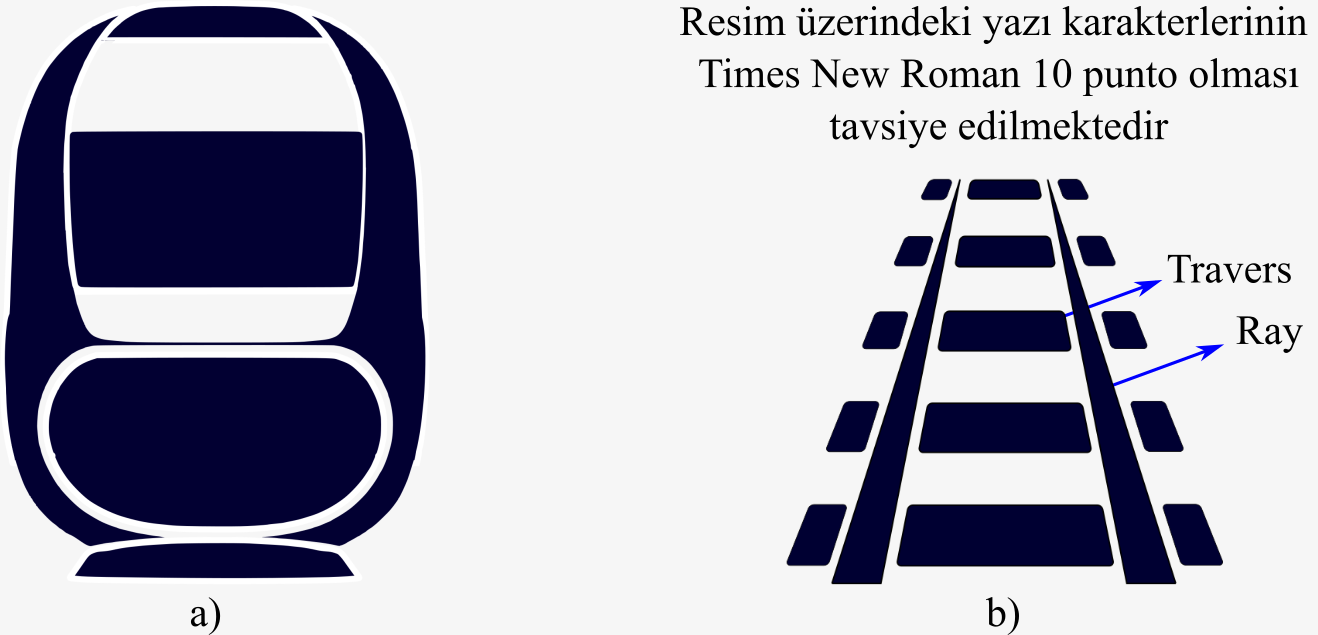 Resim üzerindeki yazı karakterlerinin
Times New Roman 10 punto olması
tavsiye edilmektedir
Travers
Ray
a)
b)